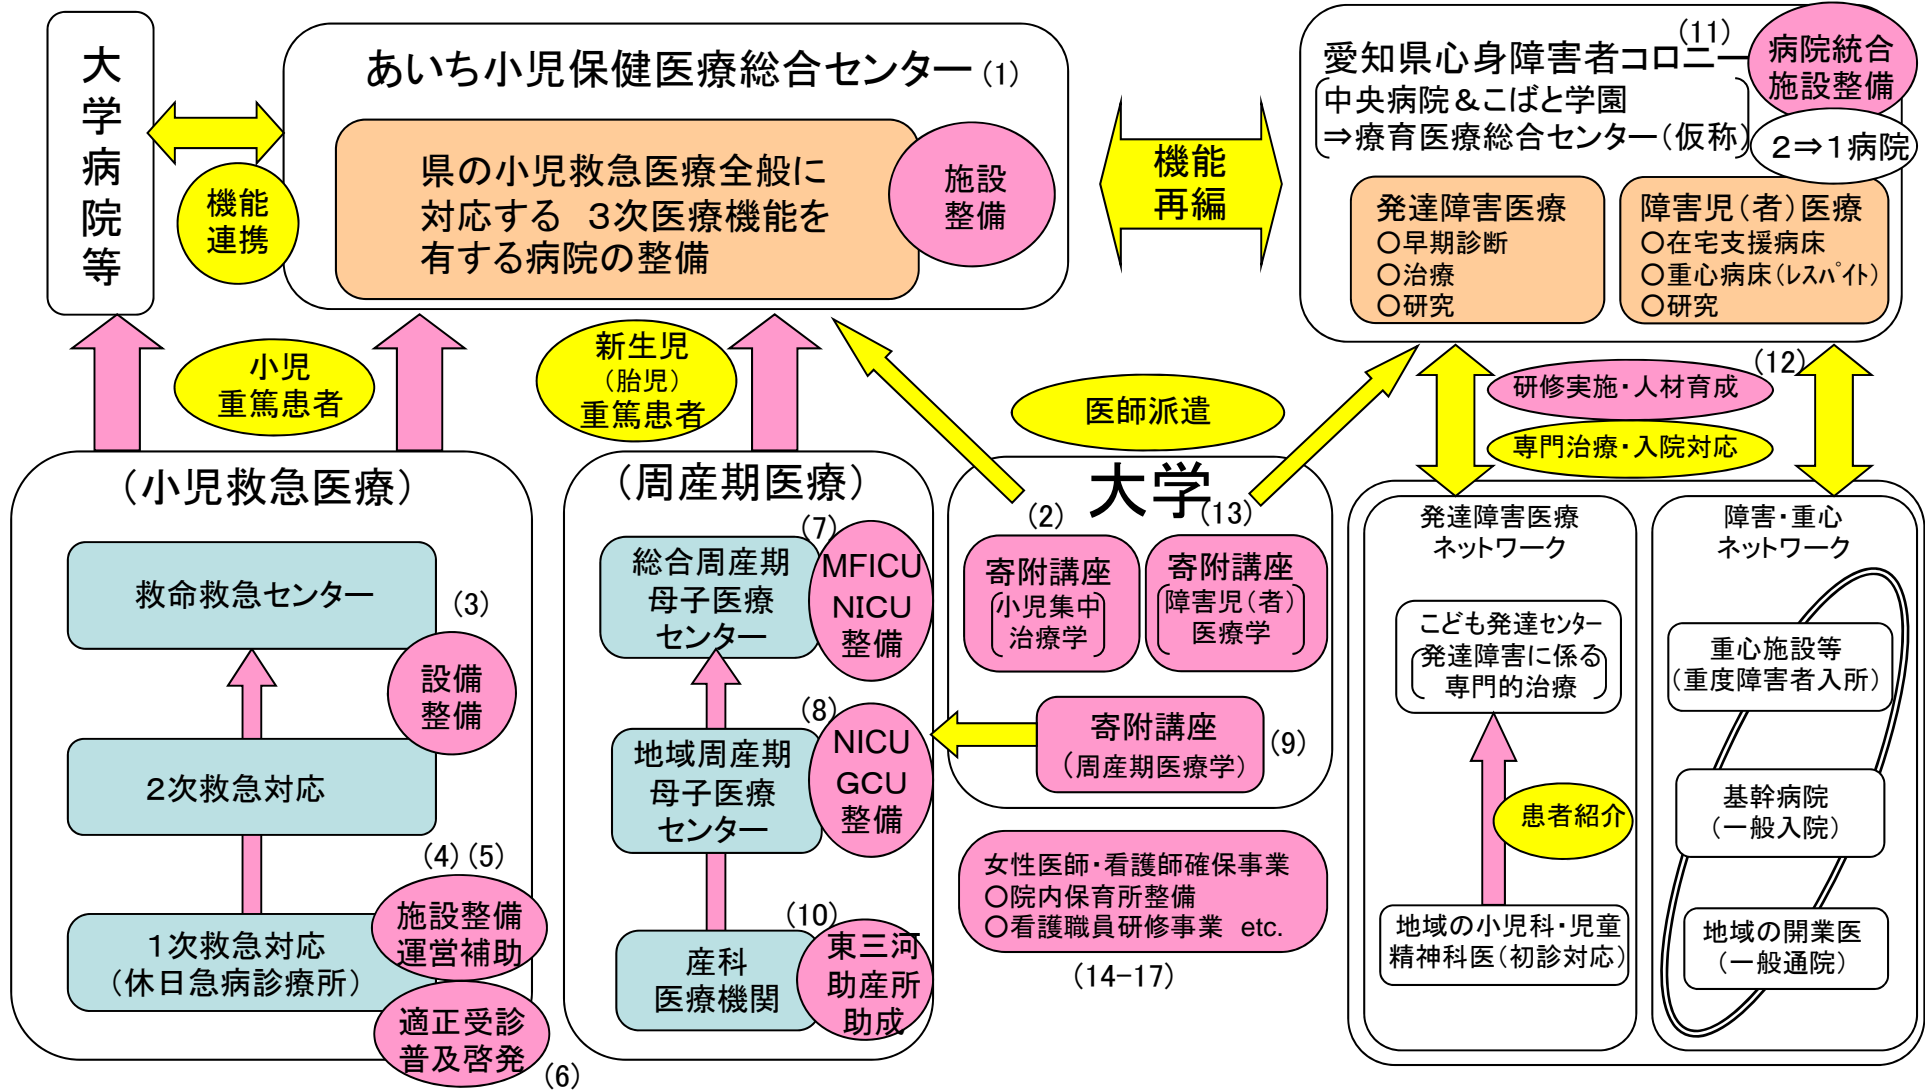 大
学
病
院
等
機能
連携
あいち小児保健医療総合センター(1)
県の小児救急医療全般に
対応する　3次医療機能を
有する病院の整備
施設
整備
機能
再編
(11)
愛知県心身障害者コロニー
中央病院&こばと学園
⇒療育医療総合センター(仮称)
病院統合
施設整備
2⇒1病院
発達障害医療
○早期診断
○治療
○研究
障害児(者)医療
○在宅支援病床
○重心病床(ﾚｽﾊﾟｲﾄ)
○研究
小児
重篤患者
新生児
(胎児)
重篤患者
医師派遣
(12)
研修実施・人材育成
専門治療・入院対応
(小児救急医療)
救命救急センター
(3)
設備
整備
2次救急対応
(4)(5)
施設整備
運営補助
1次救急対応
(休日急病診療所)
適正受診
普及啓発
(6)
(周産期医療)
(7)
総合周産期
母子医療
センター
MFICU
NICU
整備
(8)
地域周産期
母子医療
センター
NICU
GCU
整備
(10)
産科
医療機関
東三河
助産所
助成
大学
(2)
寄附講座
小児集中
治療学
(13)
寄附講座
障害児(者)
医療学
寄附講座
(周産期医療学)
(9)
女性医師・看護師確保事業
○院内保育所整備
○看護職員研修事業 etc.
(14-17)
発達障害医療
ネットワーク
こども発達センター
発達障害に係る
専門的治療
患者紹介
地域の小児科・児童
精神科医(初診対応)
障害・重心
ネットワーク
重心施設等
(重度障害者入所)
基幹病院
(一般入院)
地域の開業医
(一般通院)